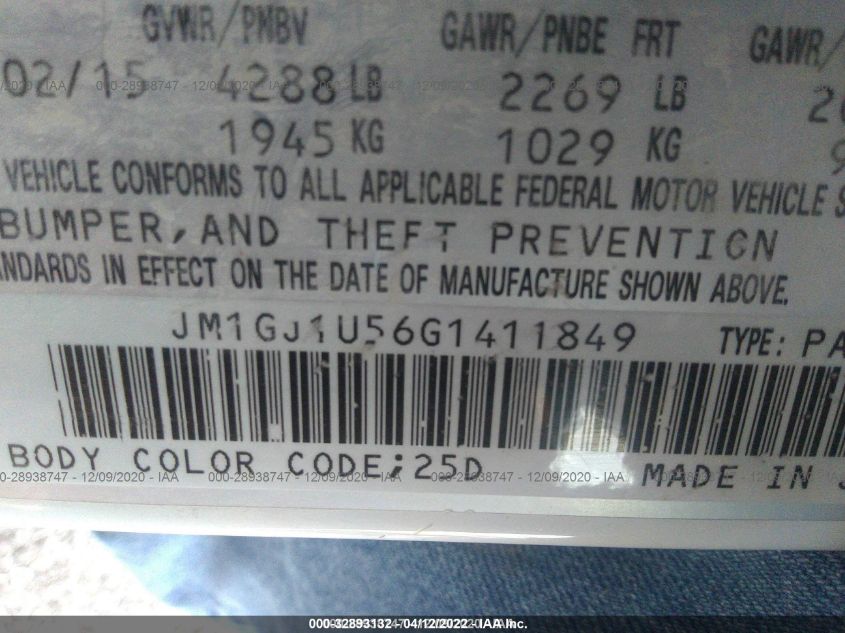 GVWR/PMBV GAWR/PNBE FRT GAWR/
02/15 4288 LB 2269 LB
1945 KG 1029 KG
VEHICLE CONFORMS TO ALL APPLICABLE FEDERAL MOTOR VEHICLE S
BUMPER, AND THEFT PREVENTION
NDARDS IN EFFECT ON THE DATE OF MANUFACTURE SHOWN ABOVE.
JM1GJ1U56G1411849 TYPE: PA
BODY COLOR CODE;25D MADE IN J
000-28938747 - 12/09/2020 - IAA
000-32893132 - 04/12/2022 - IAA Inc.